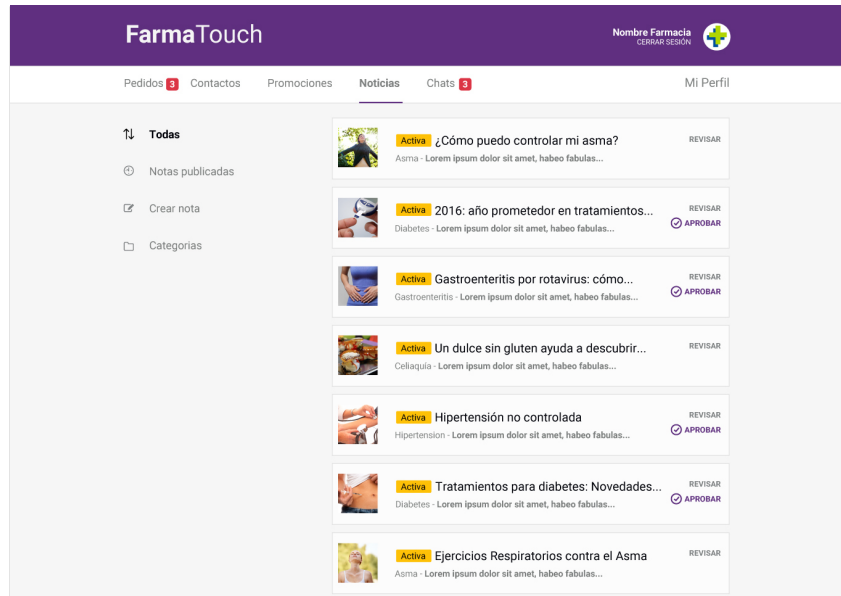 FarmaTouch
Nombre Farmacia
CERRAR SESIÓN
Pedidos 3 Contactos Promociones Noticias Chats 3 Mi Perfil
Todas
Notas publicadas
Crear nota
Categorias
Activa ¿Cómo puedo controlar mi asma? REVISAR
Asma - Lorem ipsum dolor sit amet, habeo fabulas...
Activa 2016: año prometedor en tratamientos... REVISAR
Diabetes - Lorem ipsum dolor sit amet, habeo fabulas... APROBAR
Activa Gastroenteritis por rotavirus: cómo... REVISAR
Gastroenteritis - Lorem ipsum dolor sit amet, habeo fabulas... APROBAR
Activa Un dulce sin gluten ayuda a descubrir... REVISAR
Celiaquía - Lorem ipsum dolor sit amet, habeo fabulas...
Activa Hipertensión no controlada REVISAR
Hipertension - Lorem ipsum dolor sit amet, habeo fabulas... APROBAR
Activa Tratamientos para diabetes: Novedades... REVISAR
Diabetes - Lorem ipsum dolor sit amet, habeo fabulas... APROBAR
Activa Ejercicios Respiratorios contra el Asma REVISAR
Asma - Lorem ipsum dolor sit amet, habeo fabulas...